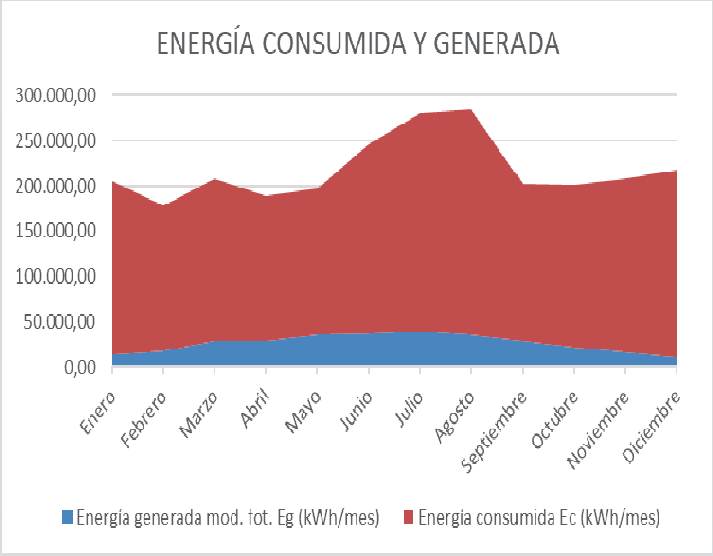 ENERGÍA CONSUMIDA Y GENERADA
300.000,00
250.000,00
200.000,00
150.000,00
100.000,00
50.000,00
0,00
Enero
Febrero
Marzo
Abril
Mayo
Junio
Julio
Agosto
Septiembre
Octubre
Noviembre
Diciembre
Energía generada mod. tot. Eg (kWh/mes)
Energía consumida Ec (kWh/mes)